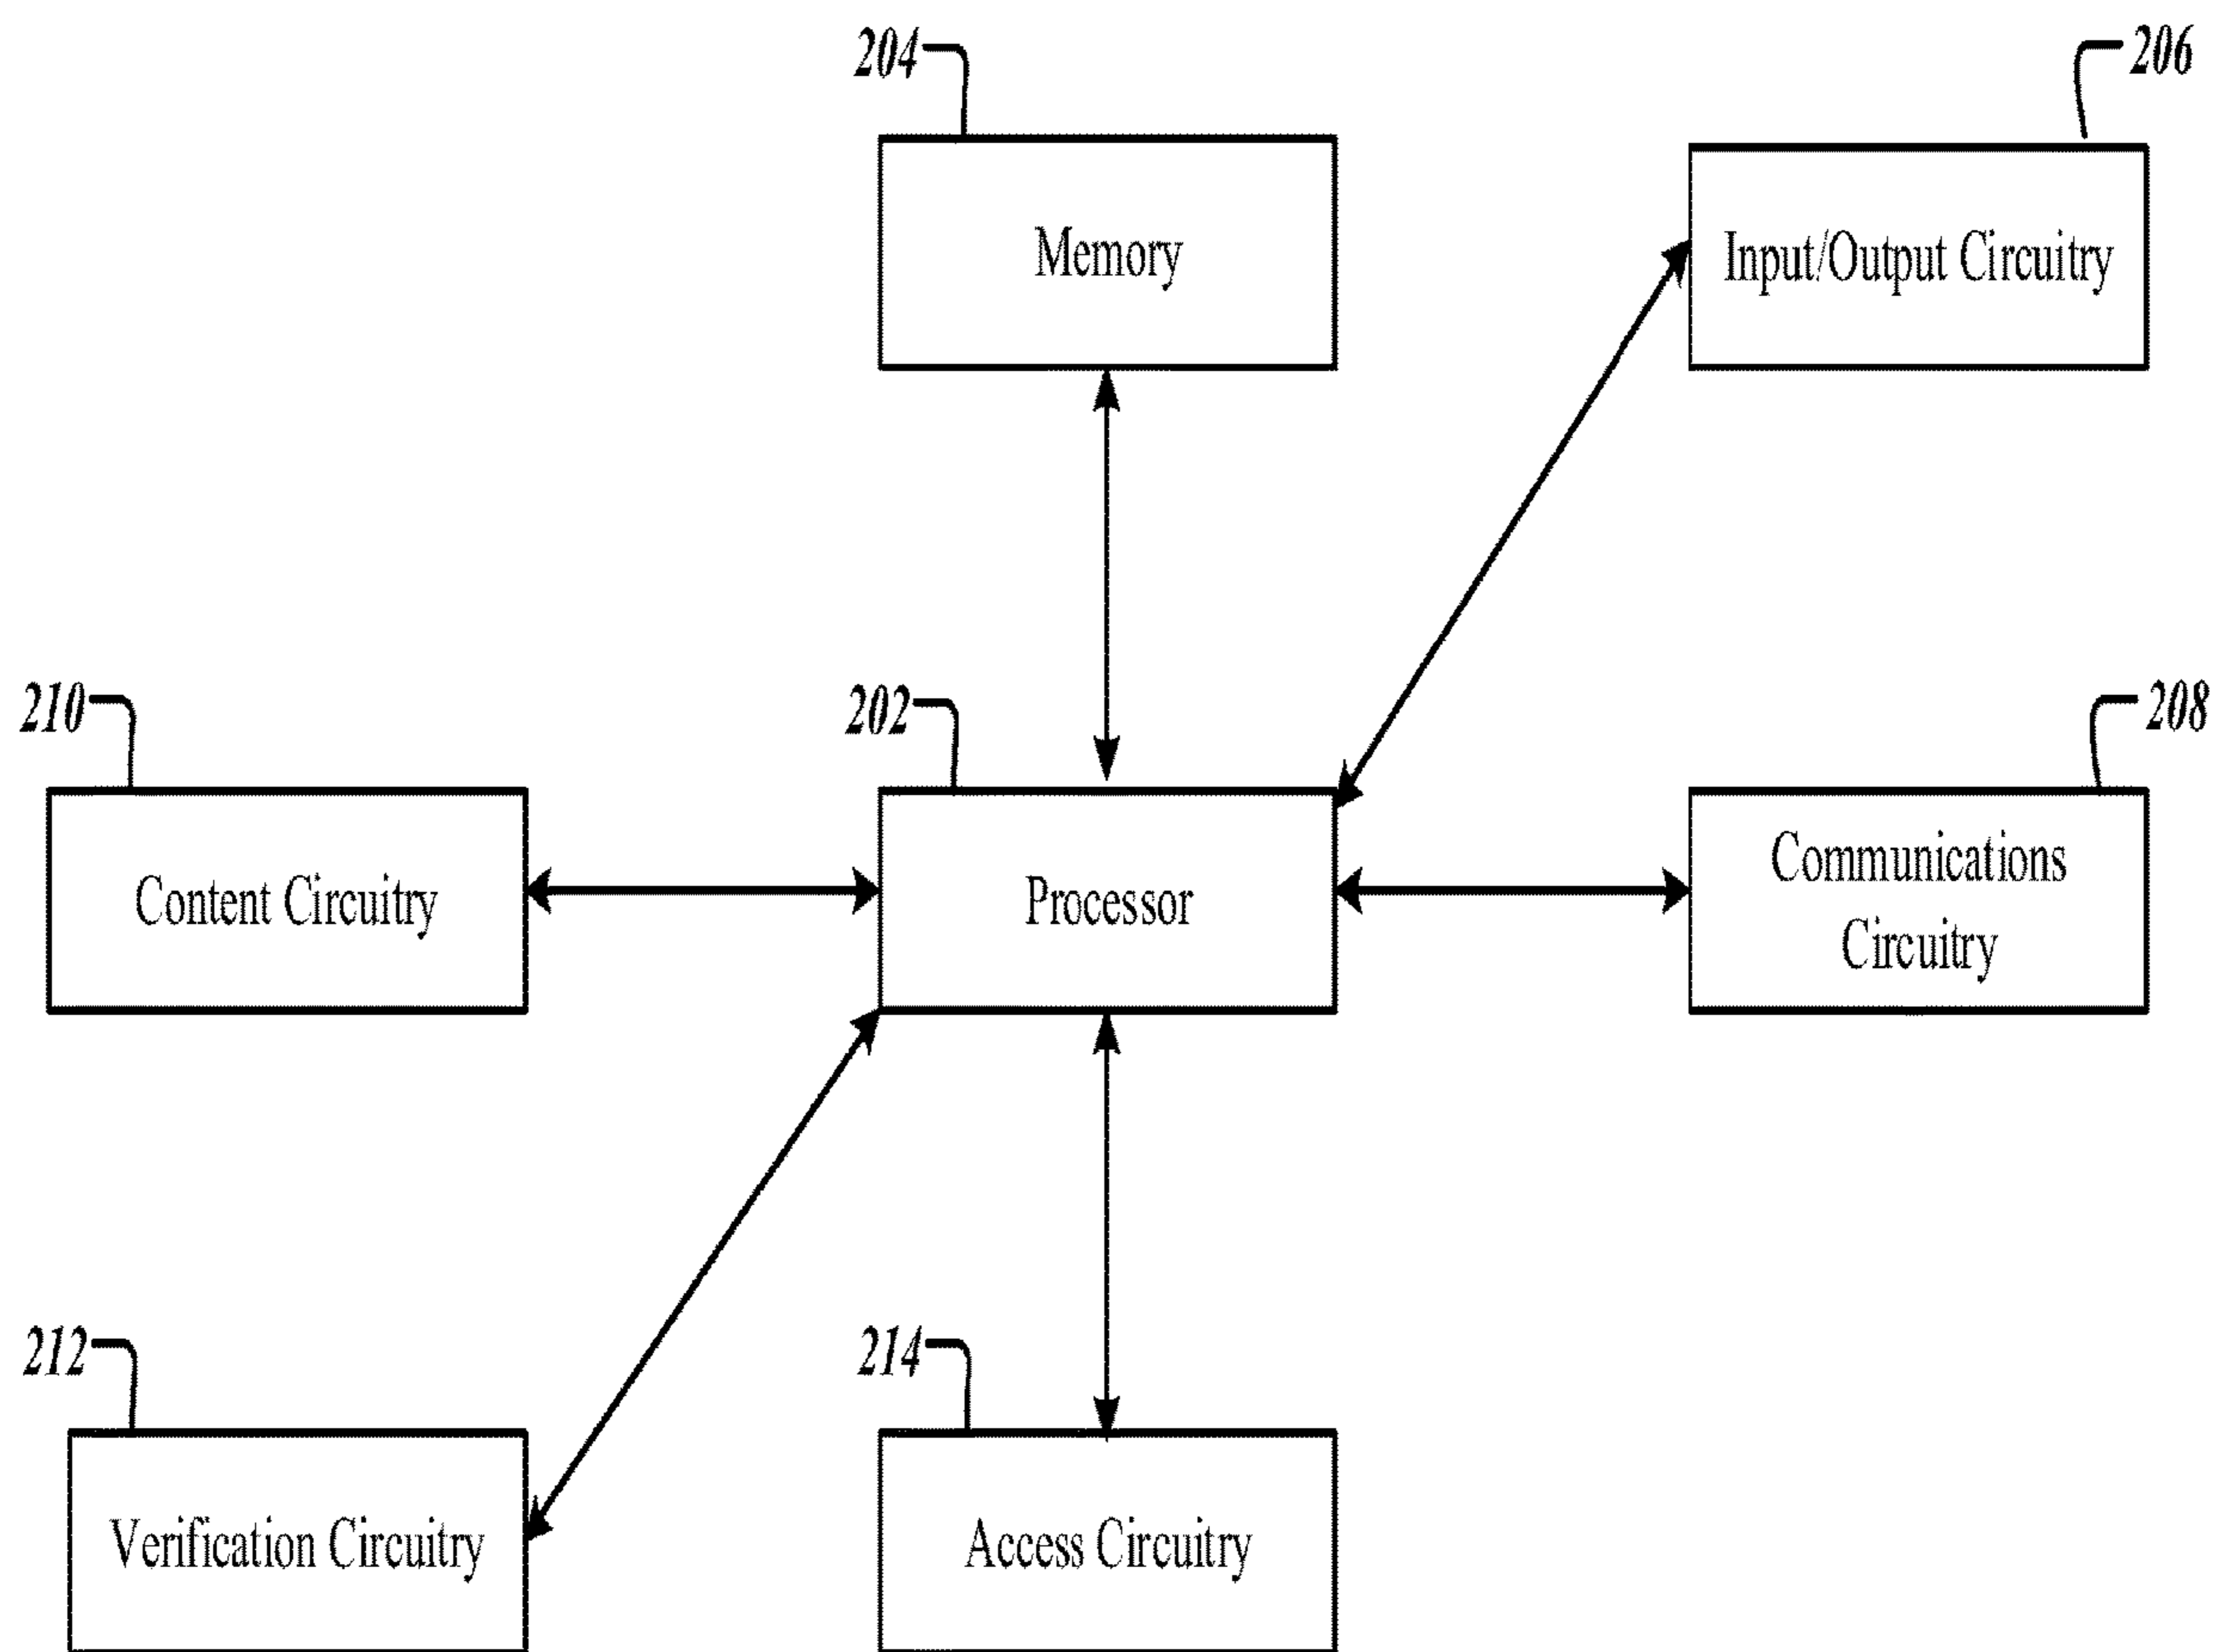 204
206
Memory
Input/Output Circuitry
210
202
208
Content Circuitry
Processor
Communications
Circuitry
212
214
Verification Circuitry
Access Circuitry